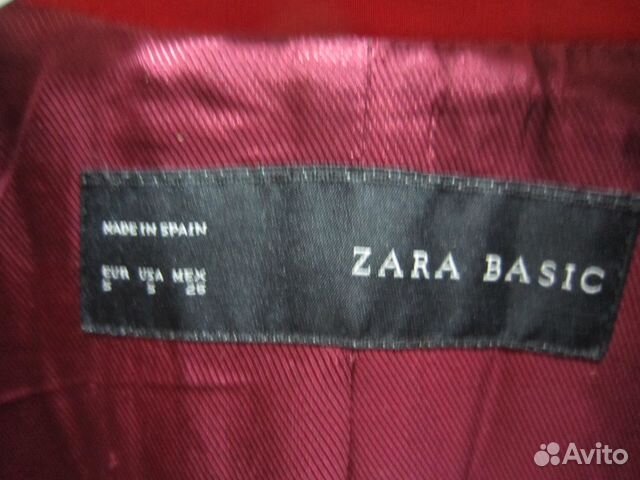 MADE IN SPAIN
EUR USA MEX
S S 26
ZARA BASIC
Avito